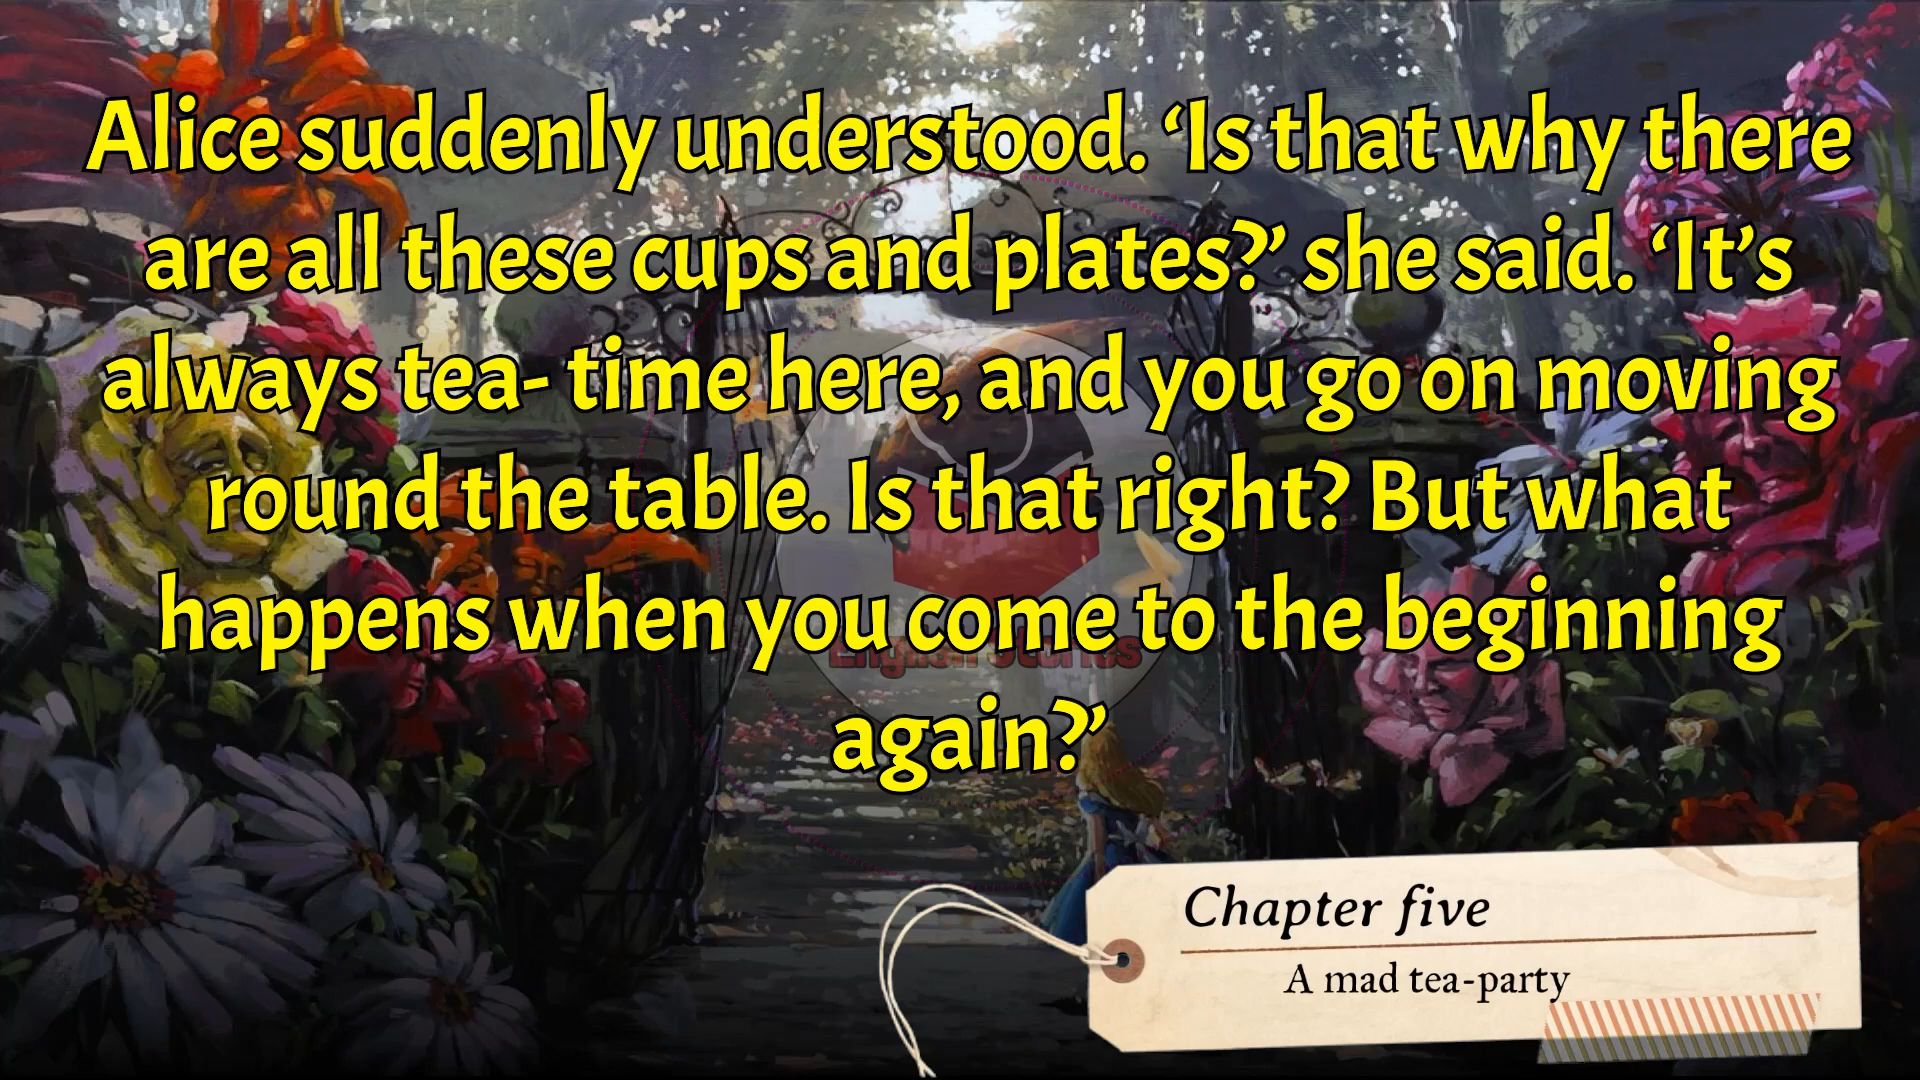 Alice suddenly understood. ‘Is that why there
are all these cups and plates?’ she said. ‘It’s
always tea- time here, and you go on moving
round the table. Is that right? But what
happens when you come to the beginning
again?’
English Stories
Chapter five
A mad tea-party